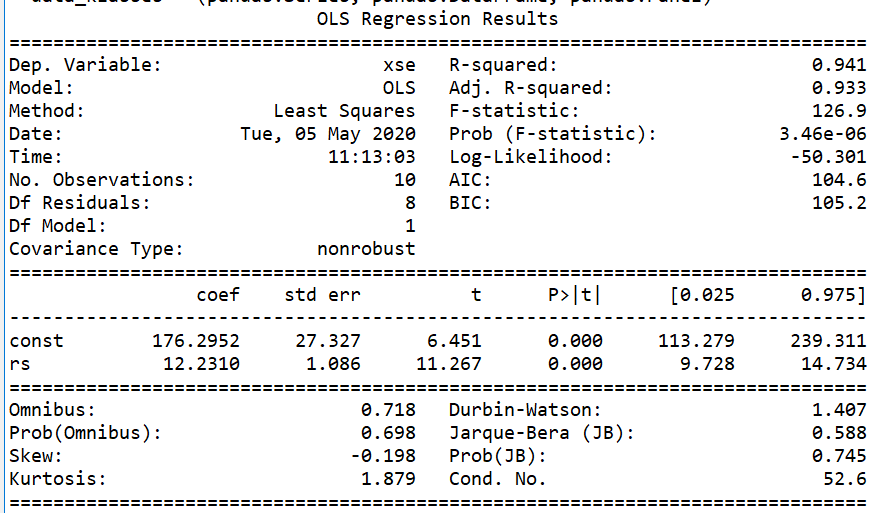 OLS Regression Results
==============================================================================
Dep. Variable:                    xse   R-squared:                       0.941
Model:                            OLS   Adj. R-squared:                  0.933
Method:                 Least Squares   F-statistic:                     126.9
Date:                Tue, 05 May 2020   Prob (F-statistic):           3.46e-06
Time:                        11:13:03   Log-Likelihood:                -50.301
No. Observations:                  10   AIC:                             104.6
Df Residuals:                       8   BIC:                             105.2
Df Model:                           1
Covariance Type:            nonrobust
==============================================================================
                 coef    std err          t      P>|t|      [0.025      0.975]
------------------------------------------------------------------------------
const        176.2952     27.327      6.451      0.000     113.279     239.311
rs            12.2310      1.086     11.267      0.000       9.728      14.734
==============================================================================
Omnibus:                        0.718   Durbin-Watson:                   1.407
Prob(Omnibus):                  0.698   Jarque-Bera (JB):                0.588
Skew:                          -0.198   Prob(JB):                        0.745
Kurtosis:                       1.879   Cond. No.                         52.6
==============================================================================